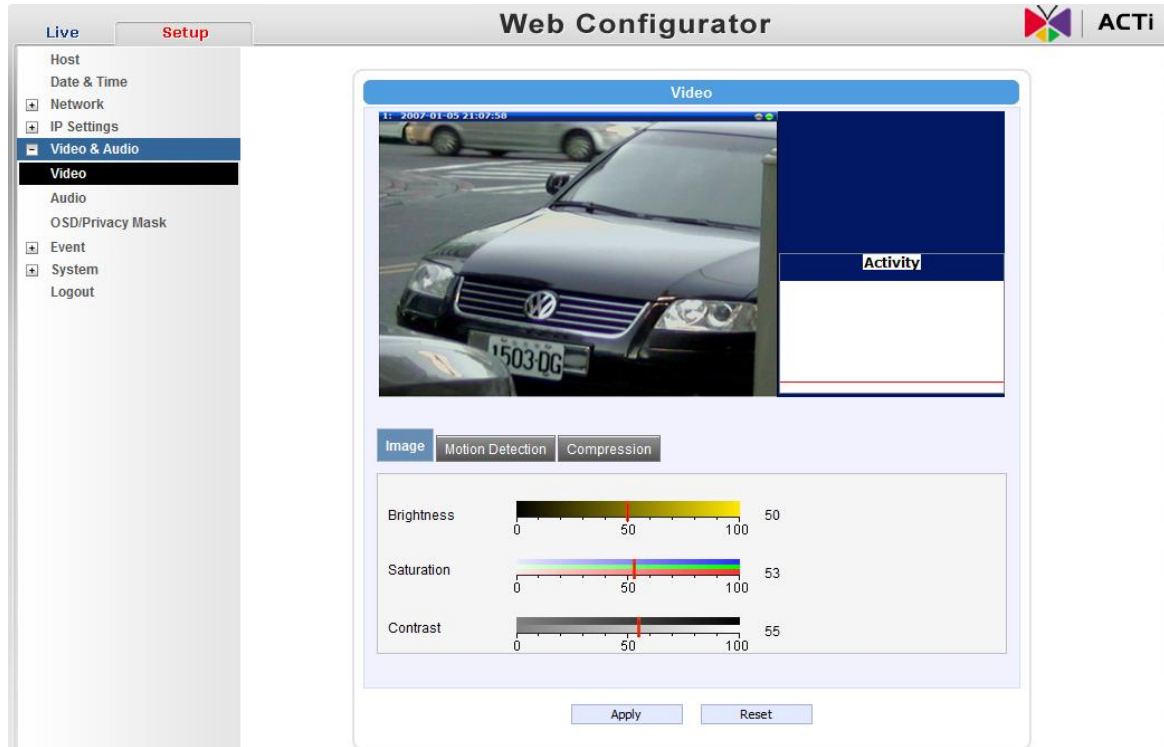 Live
Setup
Web Configurator
ACTi
Host
Date & Time
Network
IP Settings
Video & Audio
Video
Audio
OSD/Privacy Mask
Event
System
Logout
Video
1: 2007-01-05 21:07:58
1503-DG
Activity
Image
Motion Detection
Compression
Brightness
0 50 100
50
Saturation
0 50 100
53
Contrast
0 50 100
55
Apply
Reset